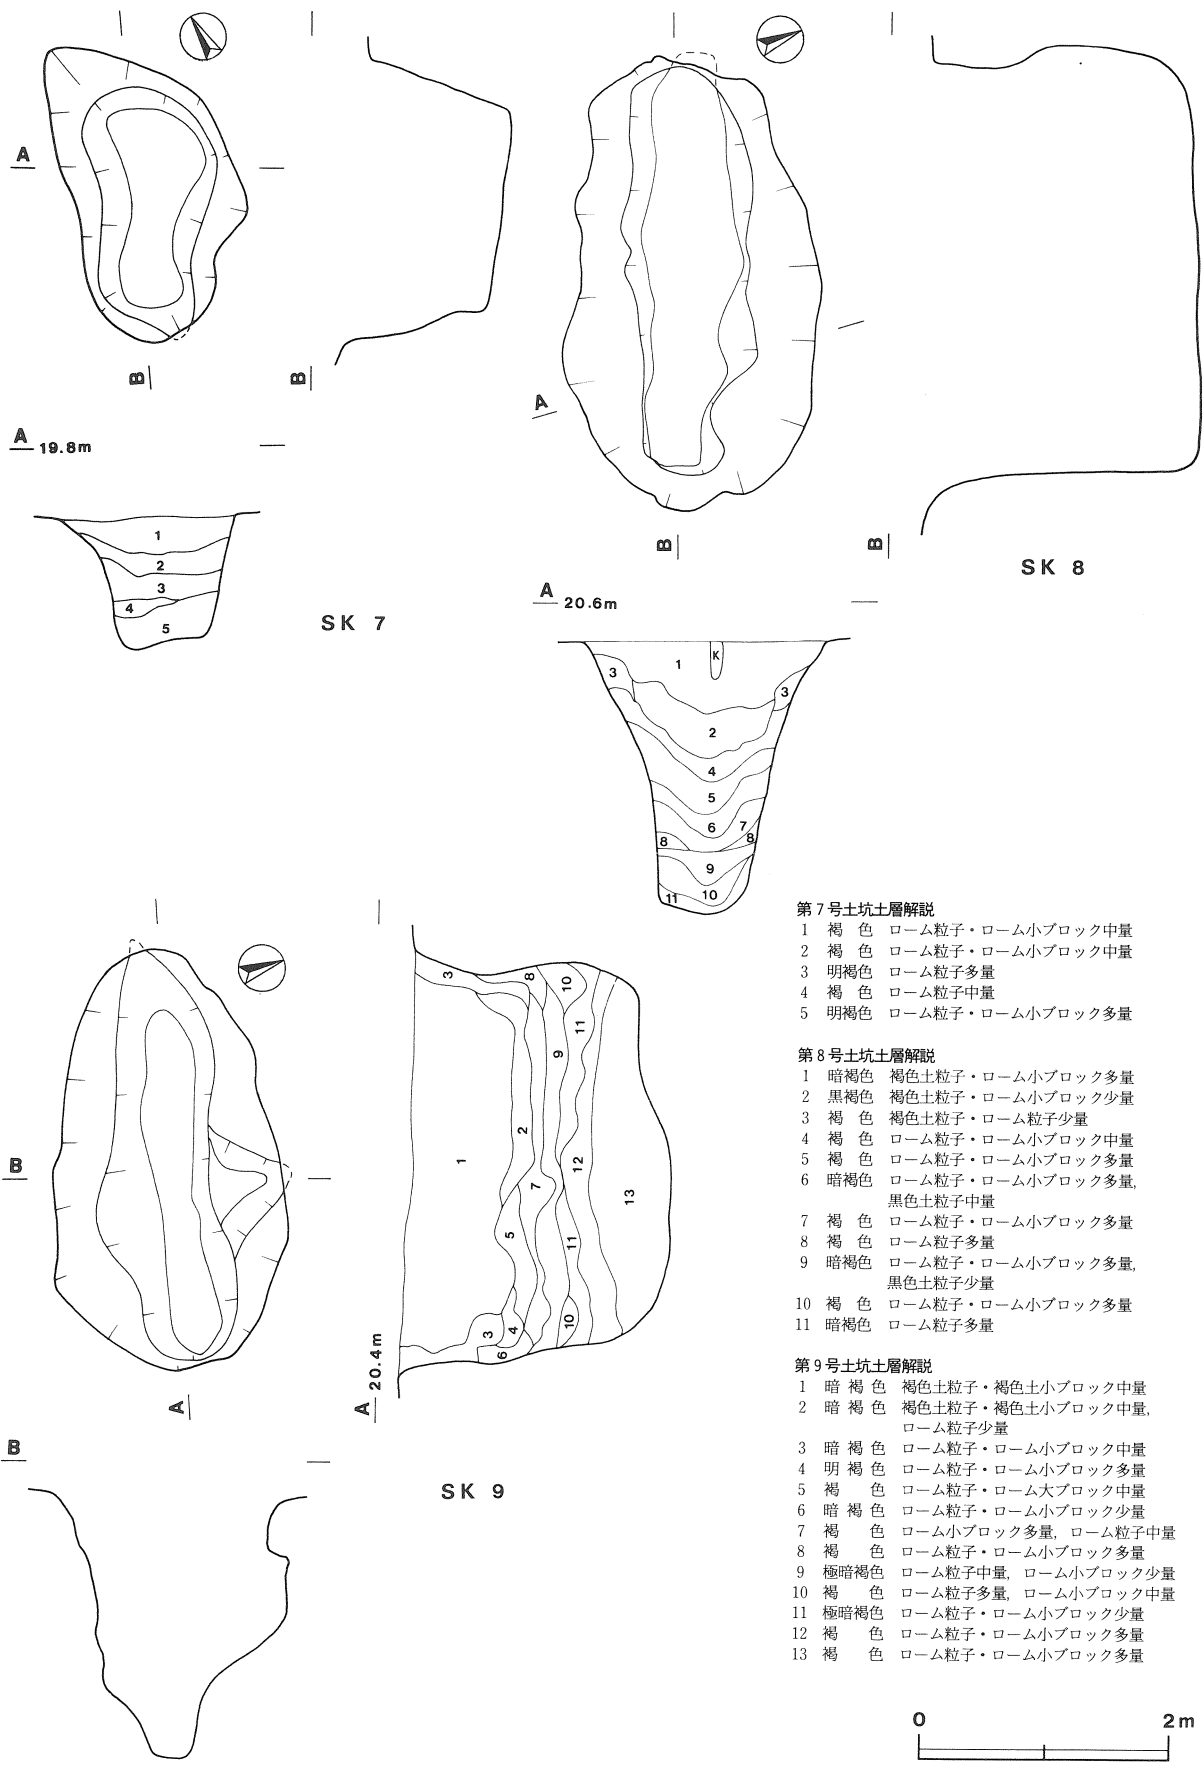 A
B
B
A 19.8m
1
2
3
4
5
SK 7
A
B
B
SK 8
A 20.6m
1
K
3
3
2
4
5
6
7
8
8
9
10
11
B
A
3
8
10
11
9
2
1
12
7
13
5
11
10
3
4
6
A 20.4m
B
SK 9
第7号土坑土層解説
1 褐 色 ローム粒子・ローム小ブロック中量
2 褐 色 ローム粒子・ローム小ブロック中量
3 明褐色 ローム粒子多量
4 褐 色 ローム粒子中量
5 明褐色 ローム粒子・ローム小ブロック多量
第8号土坑土層解説
1 暗褐色 褐色土粒子・ローム小ブロック多量
2 黒褐色 褐色土粒子・ローム小ブロック少量
3 褐 色 褐色土粒子・ローム粒子少量
4 褐 色 ローム粒子・ローム小ブロック中量
5 褐 色 ローム粒子・ローム小ブロック多量
6 暗褐色 ローム粒子・ローム小ブロック多量，
黒色土粒子中量
7 褐 色 ローム粒子・ローム小ブロック多量
8 褐 色 ローム粒子多量
9 暗褐色 ローム粒子・ローム小ブロック多量，
黒色土粒子少量
10 褐 色 ローム粒子・ローム小ブロック多量
11 暗褐色 ローム粒子多量
第9号土坑土層解説
1 暗 褐 色 褐色土粒子・褐色土小ブロック中量
2 暗 褐 色 褐色土粒子・褐色土小ブロック中量，
ローム粒子少量
3 暗 褐 色 ローム粒子・ローム小ブロック中量
4 明 褐 色 ローム粒子・ローム小ブロック多量
5 褐 色 ローム粒子・ローム大ブロック中量
6 暗 褐 色 ローム粒子・ローム小ブロック少量
7 褐 色 ローム小ブロック多量，ローム粒子中量
8 褐 色 ローム粒子・ローム小ブロック多量
9 極暗褐色 ローム粒子中量，ローム小ブロック少量
10 褐 色 ローム粒子多量，ローム小ブロック中量
11 極暗褐色 ローム粒子・ローム小ブロック少量
12 褐 色 ローム粒子・ローム小ブロック多量
13 褐 色 ローム粒子・ローム小ブロック多量
0 2m